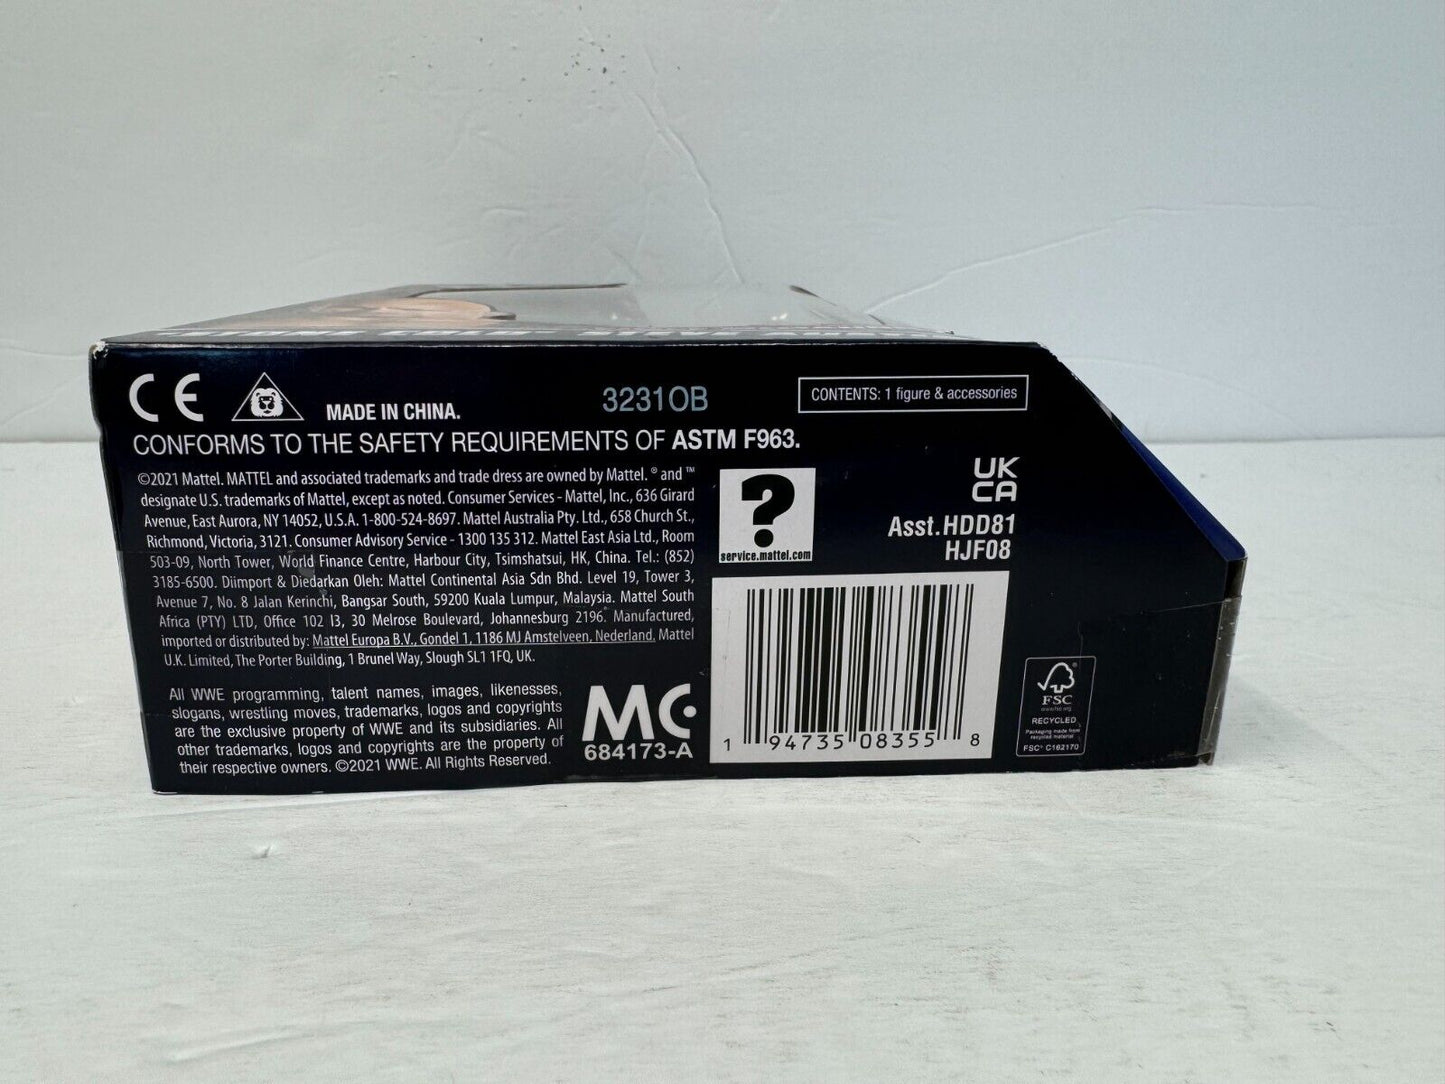 CE
MADE IN CHINA.
32310B
CONTENTS: 1 figure & accessories
CONFORMS TO THE SAFETY REQUIREMENTS OF ASTM F963.
©2021 Mattel. MATTEL and associated trademarks and trade dress are owned by Mattel. ® and ™
designate U.S. trademarks of Mattel, except as noted. Consumer Services - Mattel, Inc., 636 Girard
Avenue, East Aurora, NY 14052, U.S.A. 1-800-524-8697. Mattel Australia Pty. Ltd., 658 Church St.,
Richmond, Victoria, 3121. Consumer Advisory Service - 1300 135 312. Mattel East Asia Ltd., Room
503-09, North Tower, World Finance Centre, Harbour City, Tsimshatsui, HK, China. Tel.: (852)
3185-6500. Diimport & Diedarkan Oleh: Mattel Continental Asia Sdn Bhd. Level 19, Tower 3,
Avenue 7, No. 8 Jalan Kerinchi, Bangsar South, 59200 Kuala Lumpur, Malaysia. Mattel South
Africa (PTY) LTD, Office 102 I3, 30 Melrose Boulevard, Johannesburg 2196. Manufactured,
imported or distributed by: Mattel Europa B.V., Gondel 1, 1186 MJ Amstelveen, Nederland. Mattel
U.K. Limited, The Porter Building, 1 Brunel Way, Slough SL1 1FQ, UK.
All WWE programming, talent names, images, likenesses,
slogans, wrestling moves, trademarks, logos and copyrights
are the exclusive property of WWE and its subsidiaries. All
other trademarks, logos and copyrights are the property of
their respective owners. ©2021 WWE. All Rights Reserved.
MC
684173-A
?
service.mattel.com
UK
CA
Asst. HDD81
HJF08
1 94735 08355 8
FSC
www.fsc.org
RECYCLED
Packaging made from
recycled material
FSC® C162170